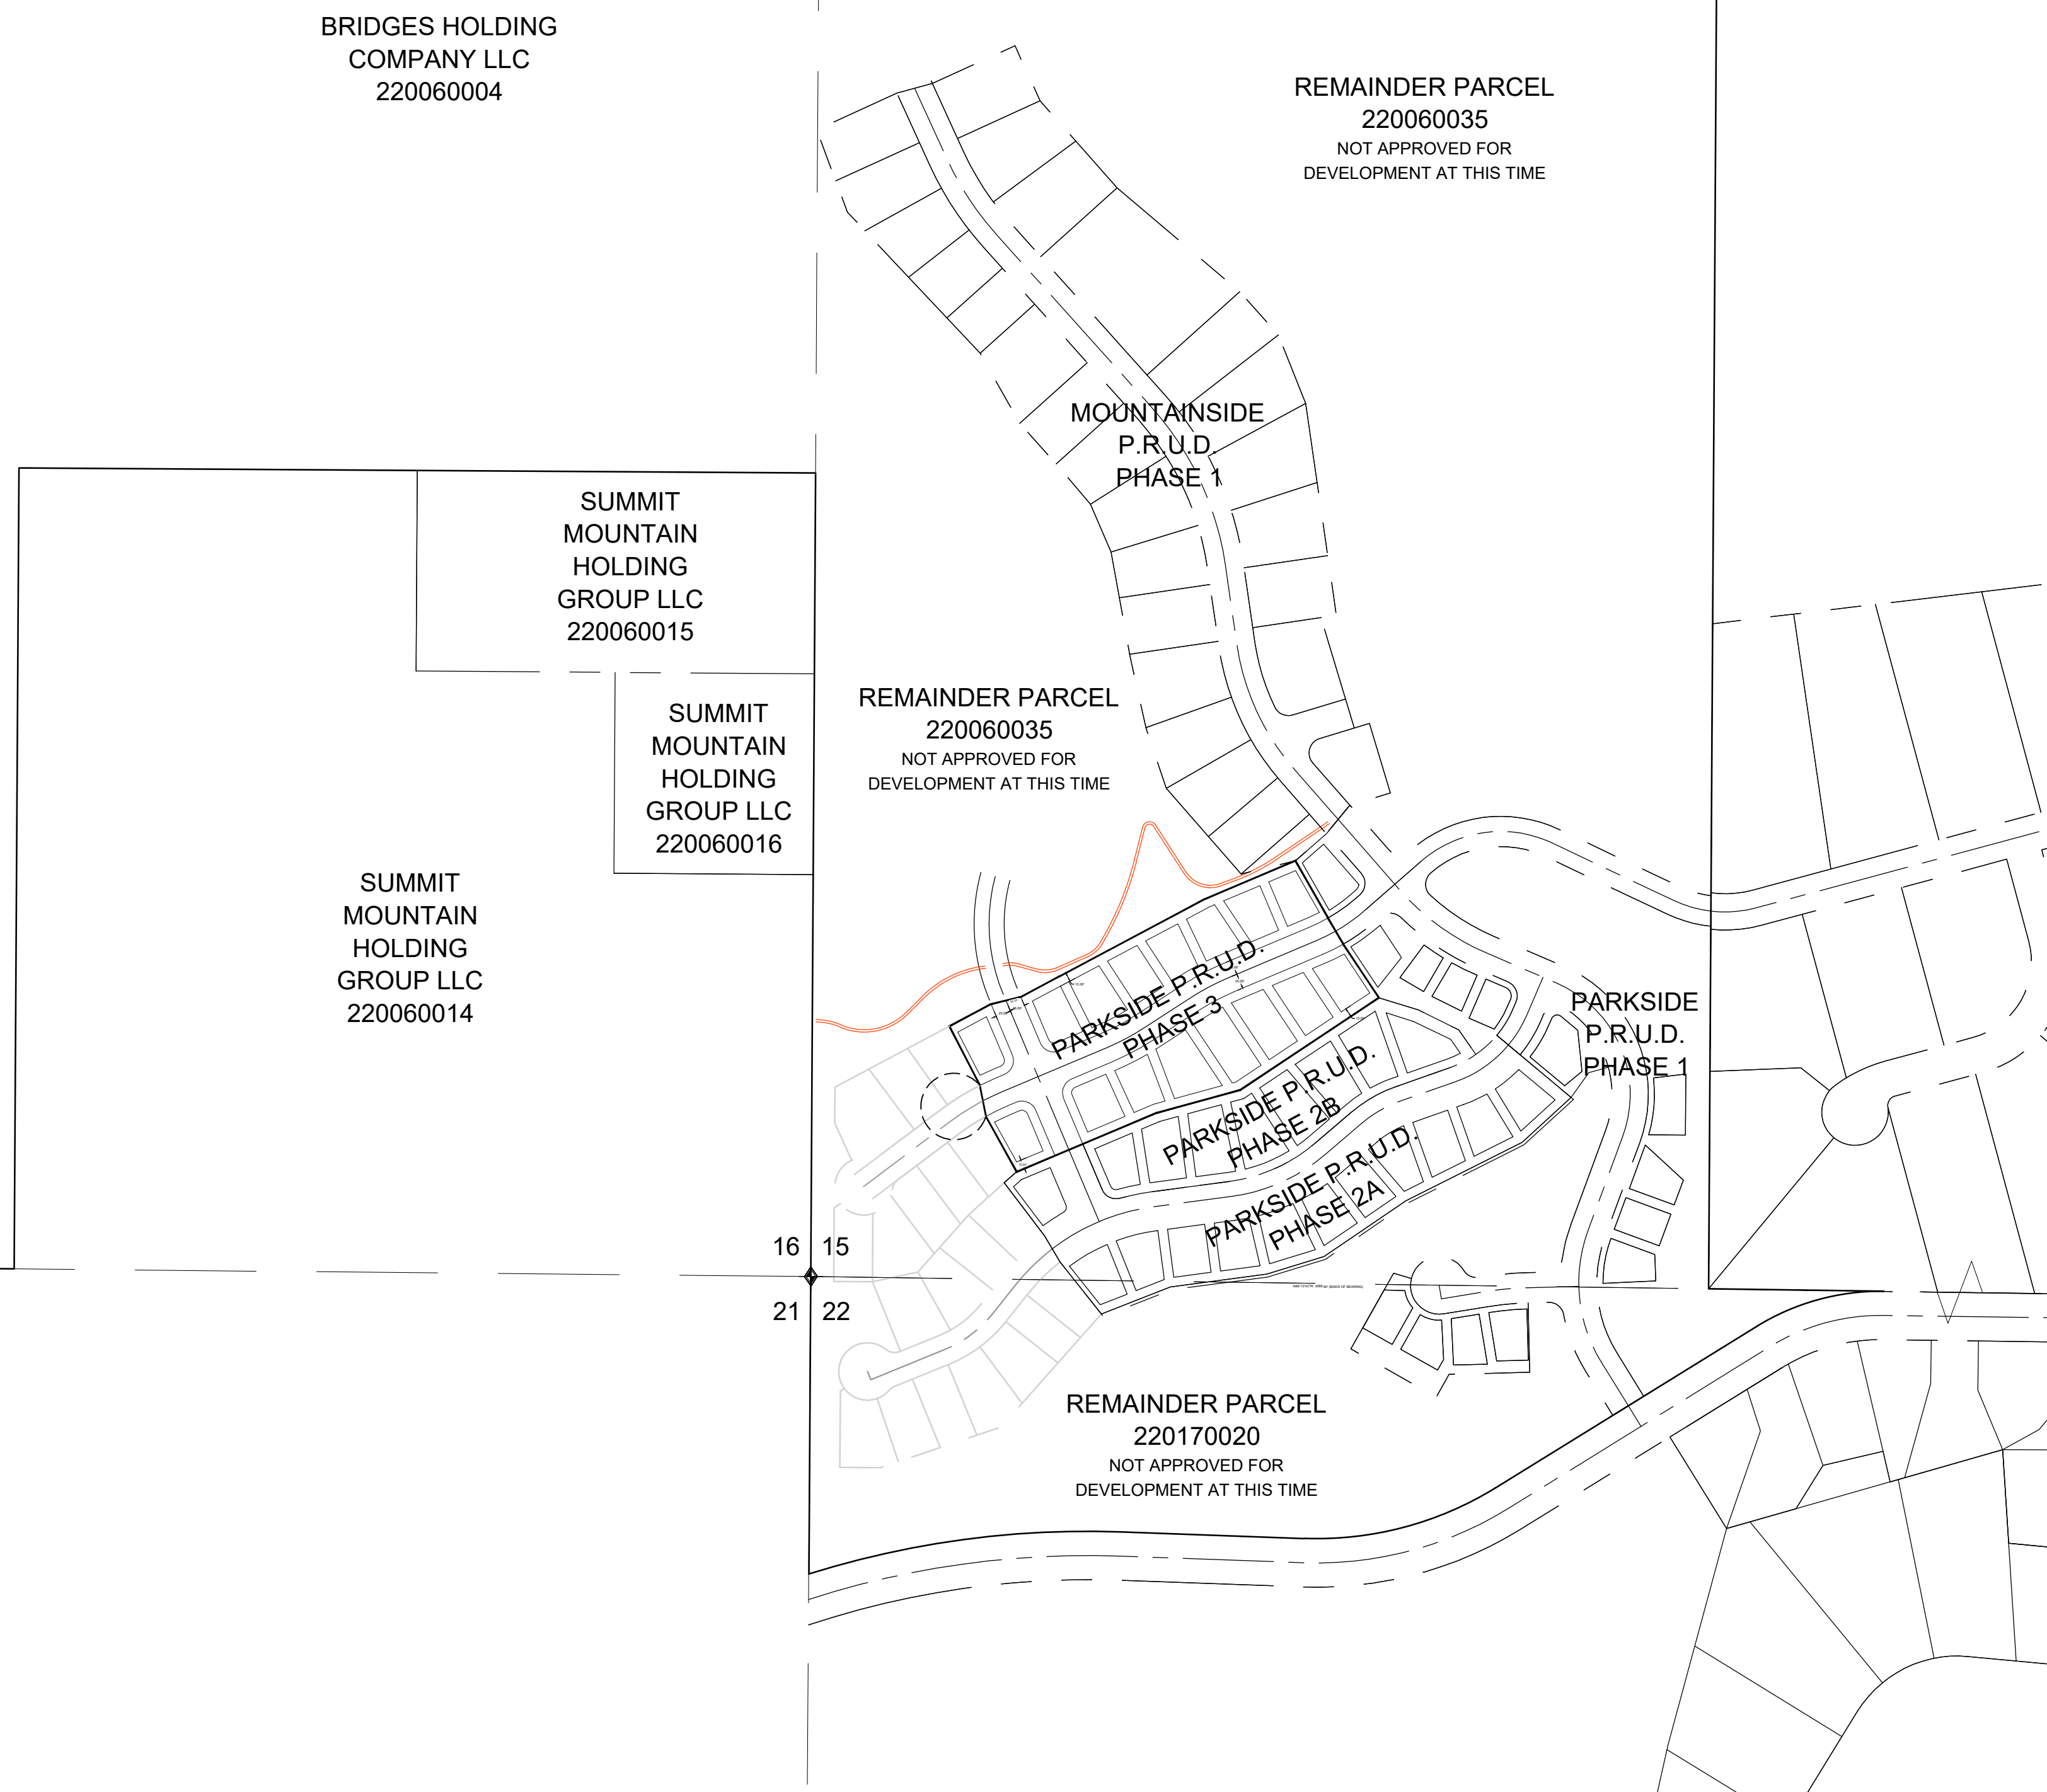 BRIDGES HOLDING
COMPANY LLC
220060004
REMAINDER PARCEL
220060035
NOT APPROVED FOR
DEVELOPMENT AT THIS TIME
MOUNTAINSIDE
P.R.U.D.
PHASE 1
SUMMIT
MOUNTAIN
HOLDING
GROUP LLC
220060015
SUMMIT
MOUNTAIN
HOLDING
GROUP LLC
220060016
REMAINDER PARCEL
220060035
NOT APPROVED FOR
DEVELOPMENT AT THIS TIME
SUMMIT
MOUNTAIN
HOLDING
GROUP LLC
220060014
PARKSIDE P.R.U.D.
PHASE 3
PARKSIDE
P.R.U.D.
PHASE 1
PARKSIDE P.R.U.D.
PHASE 2B
PARKSIDE P.R.U.D.
PHASE 2A
16 15
21 22
REMAINDER PARCEL
220170020
NOT APPROVED FOR
DEVELOPMENT AT THIS TIME